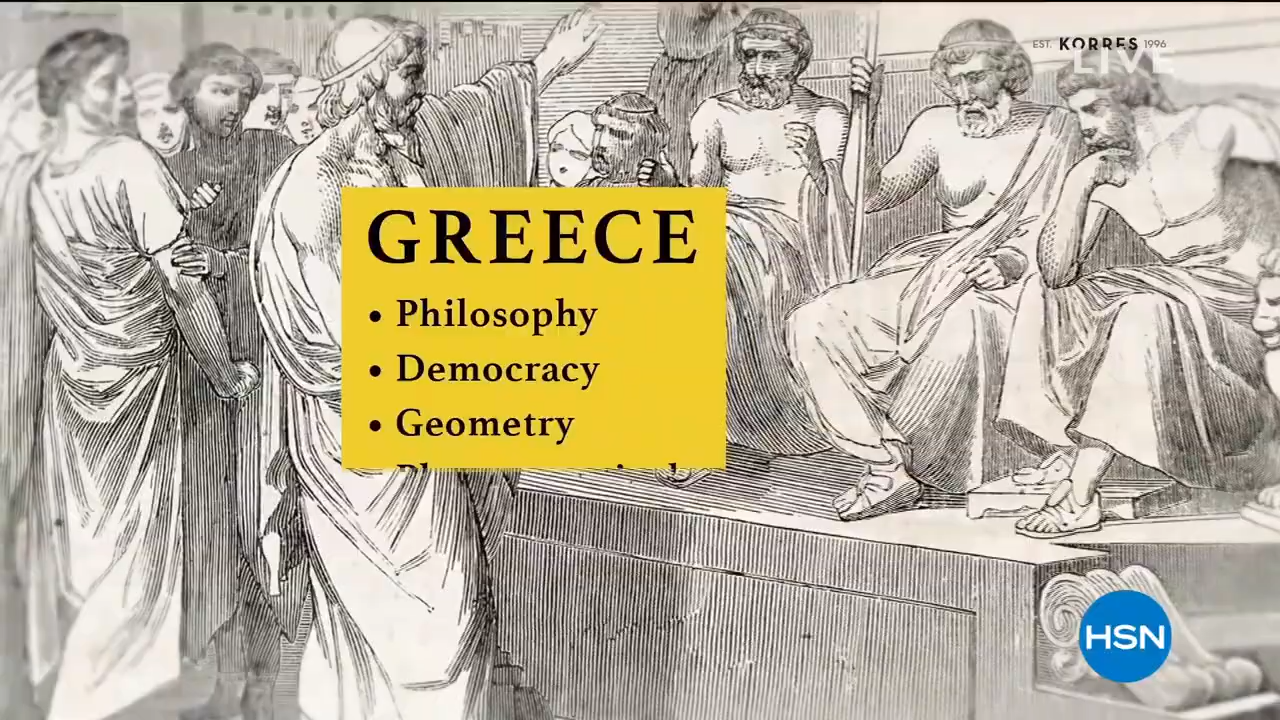 EST. KORRES 1996
LIVE
GREECE
• Philosophy
• Democracy
• Geometry
HSN